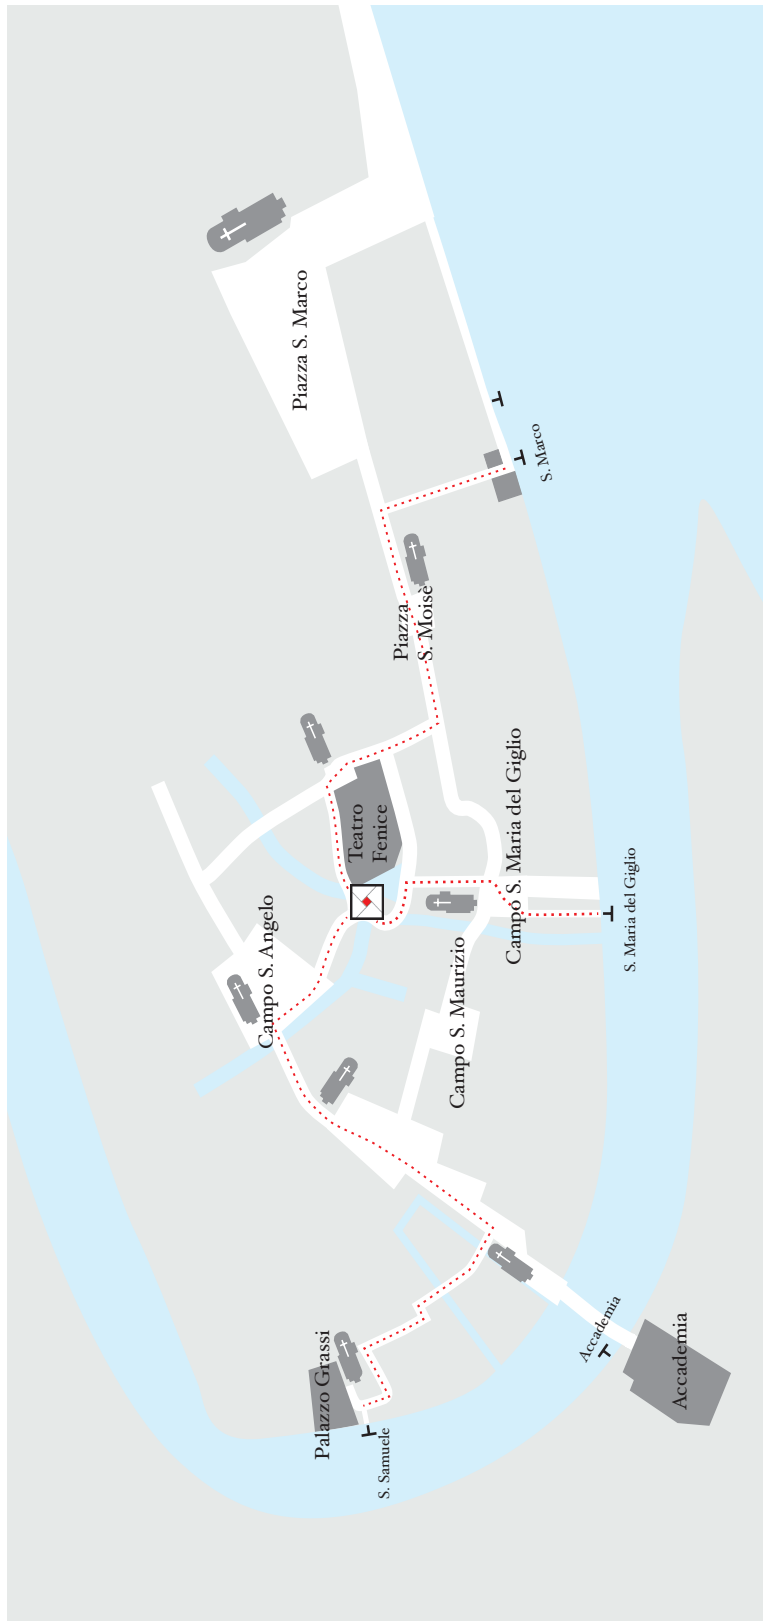 Piazza S. Marco
S. Marco
Piazza
S. Moisè
Teatro
Fenice
Campo S. Maria del Giglio
S. Maria del Giglio
Campo S. Angelo
Campo S. Maurizio
Accademia
Accademia
Palazzo Grassi
S. Samuele